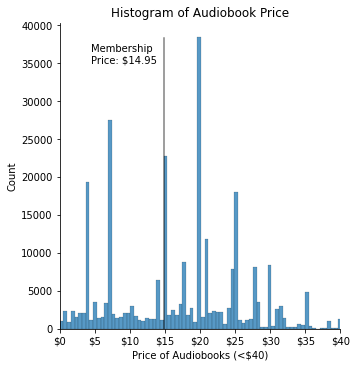 Histogram of Audiobook Price
40000
35000
30000
25000
20000
15000
10000
5000
0
Count
Membership
Price: $14.95
$0 $5 $10 $15 $20 $25 $30 $35 $40
Price of Audiobooks (<$40)